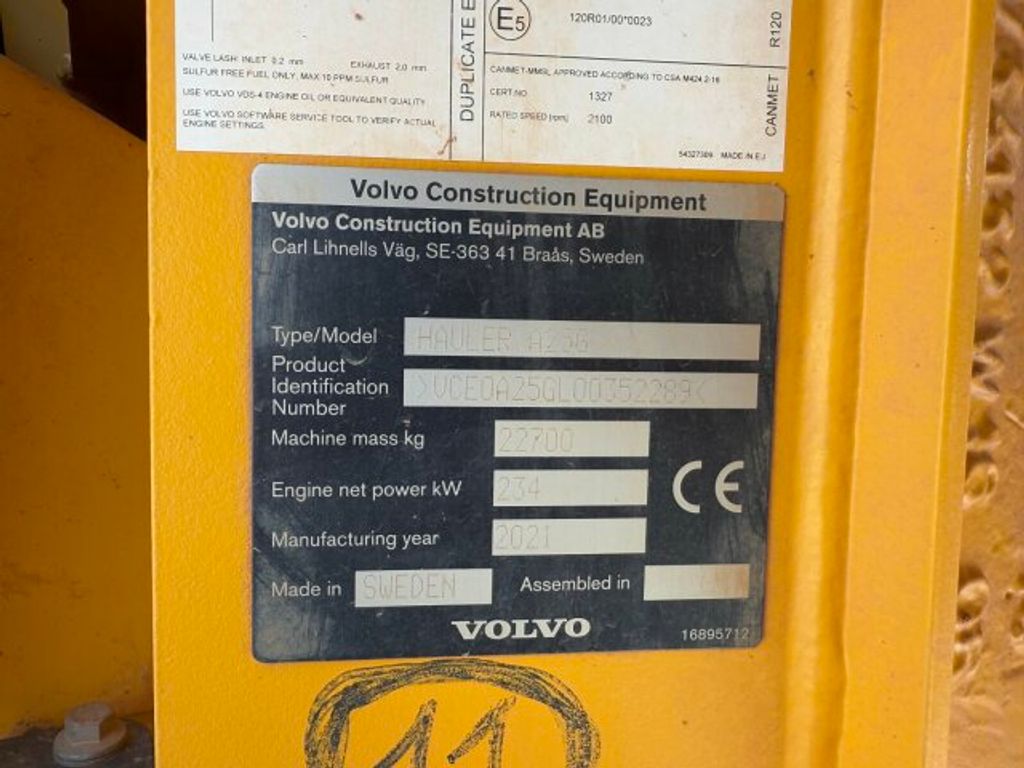 E5
120R01/00*0023
R120
DUPLICATE E
VALVE LASH: INLET 0.2 mm EXHAUST 2.0 mm
SULFUR FREE FUEL ONLY, MAX 10 PPM SULFUR
USE VOLVO VDS-4 ENGINE OIL OR EQUIVALENT QUALITY
USE VOLVO SOFTWARE SERVICE TOOL TO VERIFY ACTUAL
ENGINE SETTINGS.
CANMET-MMSL APPROVED ACCORDING TO CSA M424 2-16
CERT.NO 1327
RATED SPEED (rpm) 2100
CANMET
54327309 MADE IN E.U
Volvo Construction Equipment
Volvo Construction Equipment AB
Carl Lihnells Väg, SE-363 41 Braås, Sweden
Type/Model HAULER A25G
Product
Identification >VCE0A25GL00352289<
Number
Machine mass kg 22700
Engine net power kW 234
CE
Manufacturing year 2021
Made in SWEDEN Assembled in
VOLVO 16895712
11